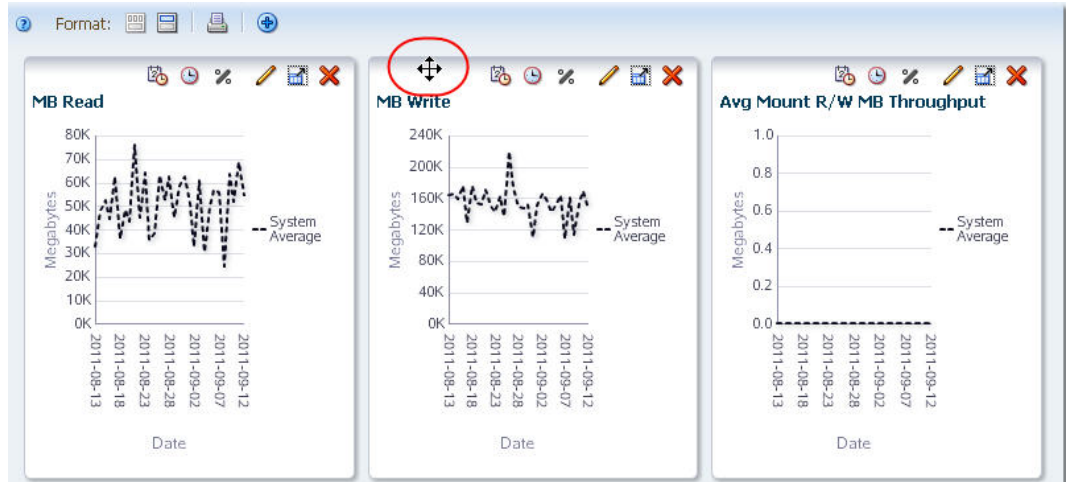 Format:
MB Read
80K
70K
60K
50K
40K
30K
20K
10K
0K
Megabytes
System
Average
2011-08-13
2011-08-18
2011-08-23
2011-08-28
2011-09-02
2011-09-07
2011-09-12
Date
MB Write
240K
200K
160K
120K
80K
40K
0K
Megabytes
System
Average
2011-08-13
2011-08-18
2011-08-23
2011-08-28
2011-09-02
2011-09-07
2011-09-12
Date
Avg Mount R/W MB Throughput
1.0
0.8
0.6
0.4
0.2
0.0
Megabytes
System
Average
2011-08-13
2011-08-18
2011-08-23
2011-08-28
2011-09-02
2011-09-07
2011-09-12
Date